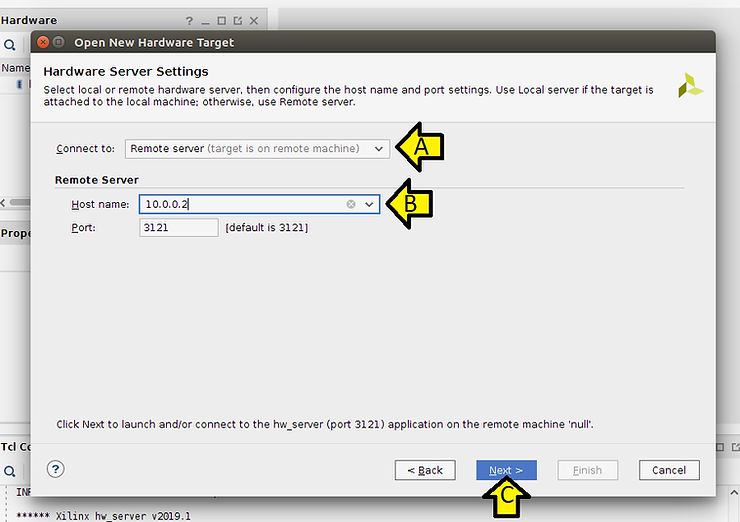 Hardware
?
Open New Hardware Target
Name
Hardware Server Settings
Select local or remote hardware server, then configure the host name and port settings. Use Local server if the target is
attached to the local machine; otherwise, use Remote server.
Connect to: Remote server (target is on remote machine)
A
Remote Server
Host name: 10.0.0.2
B
Prope
Port: 3121 [default is 3121]
Click Next to launch and/or connect to the hw_server (port 3121) application on the remote machine 'null'.
Tcl Co
? < Back Next > Finish Cancel
C
INF
****** Xilinx hw_server v2019.1